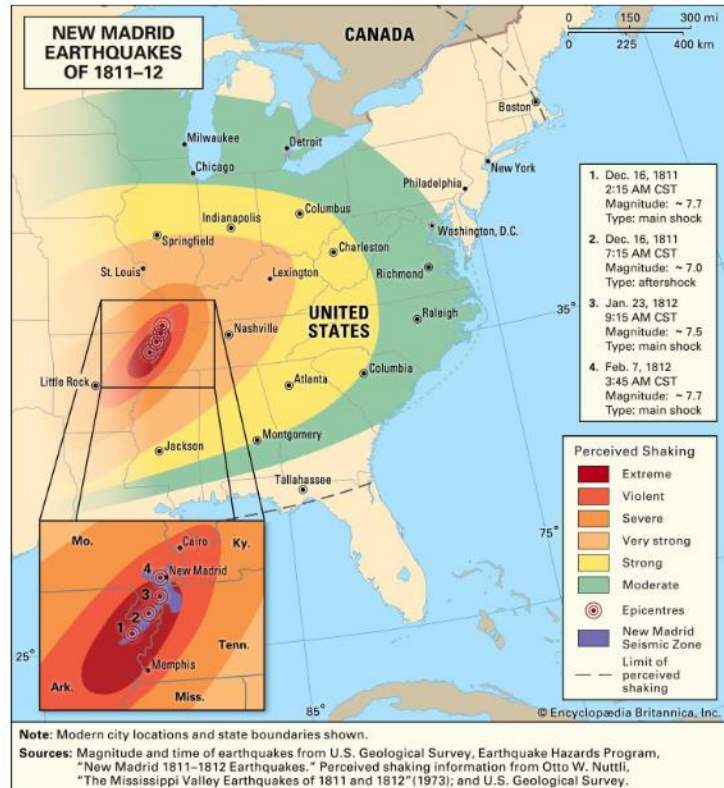 NEW MADRID
EARTHQUAKES
OF 1811–12
CANADA
0 150 300 mi
0 225 400 km
Boston
Milwaukee
Detroit
Chicago
New York
Philadelphia
Columbus
Indianapolis
Washington, D.C.
Springfield
Charleston
St. Louis
Lexington
Richmond
UNITED
STATES
Raleigh
35°
Nashville
Little Rock
Atlanta
Columbia
Jackson
Montgomery
Tallahassee
75°
1. Dec. 16, 1811
2:15 AM CST
Magnitude: ~ 7.7
Type: main shock
2. Dec. 16, 1811
7:15 AM CST
Magnitude: ~ 7.0
Type: aftershock
3. Jan. 23, 1812
9:15 AM CST
Magnitude: ~ 7.5
Type: main shock
4. Feb. 7, 1812
3:45 AM CST
Magnitude: ~ 7.7
Type: main shock
Perceived Shaking
Extreme
Violent
Severe
Very strong
Strong
Moderate
Epicentres
New Madrid
Seismic Zone
Limit of
perceived
shaking
Mo.
Cairo
Ky.
4
New Madrid
3
2
1
Tenn.
Memphis
Ark.
Miss.
25°
85°
© Encyclopædia Britannica, Inc.
Note: Modern city locations and state boundaries shown.
Sources: Magnitude and time of earthquakes from U.S. Geological Survey, Earthquake Hazards Program,
"New Madrid 1811–1812 Earthquakes." Perceived shaking information from Otto W. Nuttli,
"The Mississippi Valley Earthquakes of 1811 and 1812" (1973); and U.S. Geological Survey.